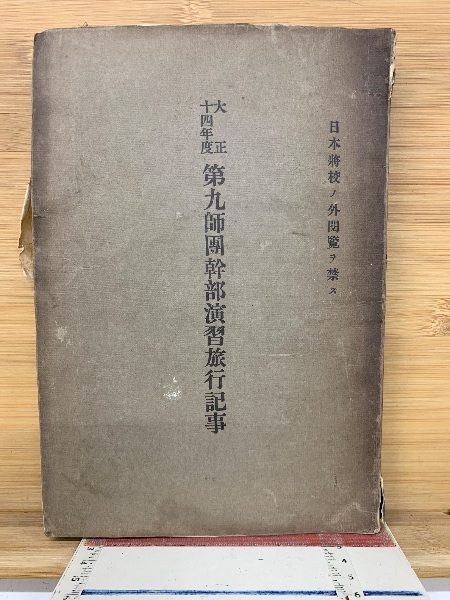 日本將校ノ外閲覽ヲ禁ス
大正
十四年度
第九師團幹部演習旅行記事